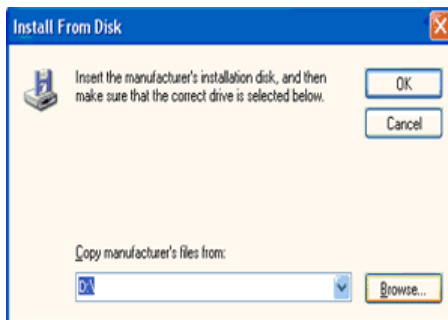 Install From Disk
Insert the manufacturer's installation disk, and then
make sure that the correct drive is selected below.
OK
Cancel
Copy manufacturer's files from:
D:\
Browse...